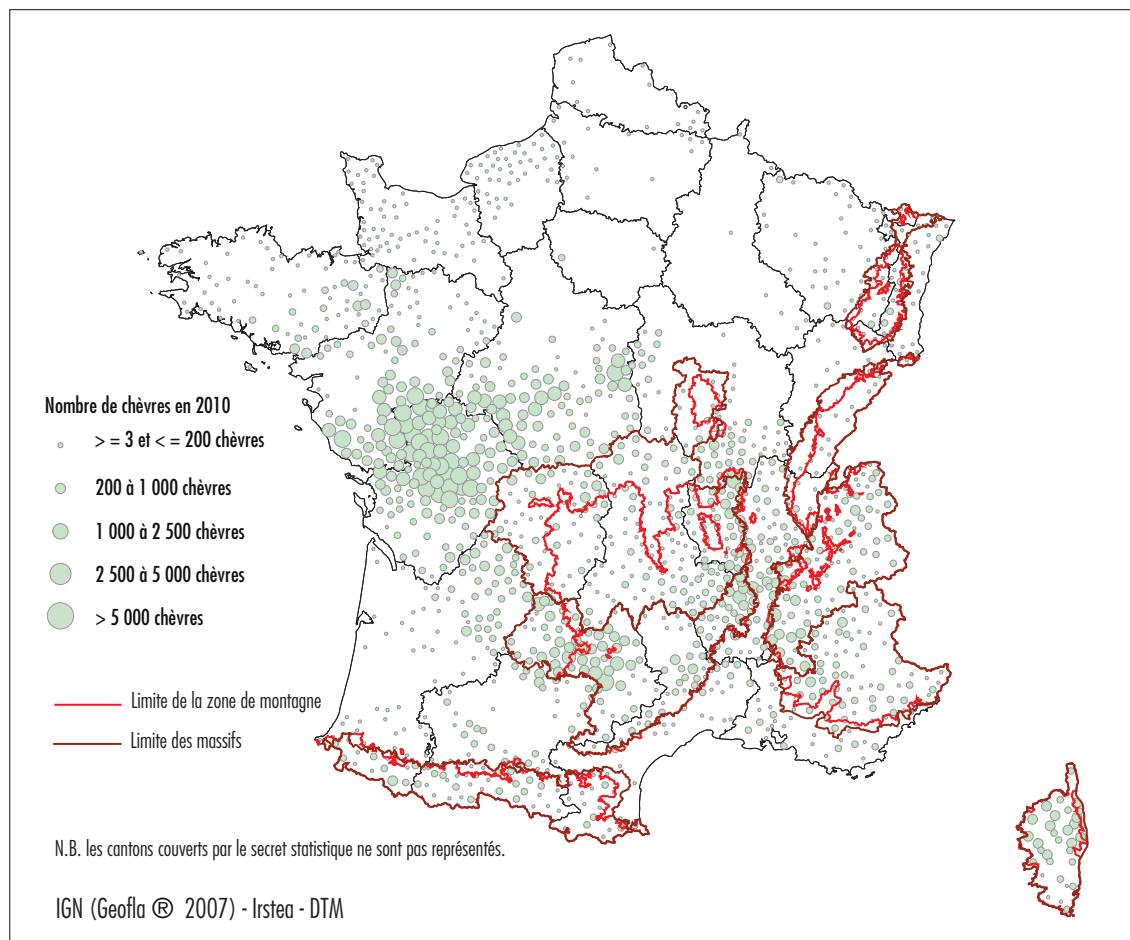 Nombre de chèvres en 2010
> = 3 et < = 200 chèvres
200 à 1 000 chèvres
1 000 à 2 500 chèvres
2 500 à 5 000 chèvres
> 5 000 chèvres
Limite de la zone de montagne
Limite des massifs
N.B. les cantons couverts par le secret statistique ne sont pas représentés.
IGN (Geofla ® 2007) - Irstea - DTM